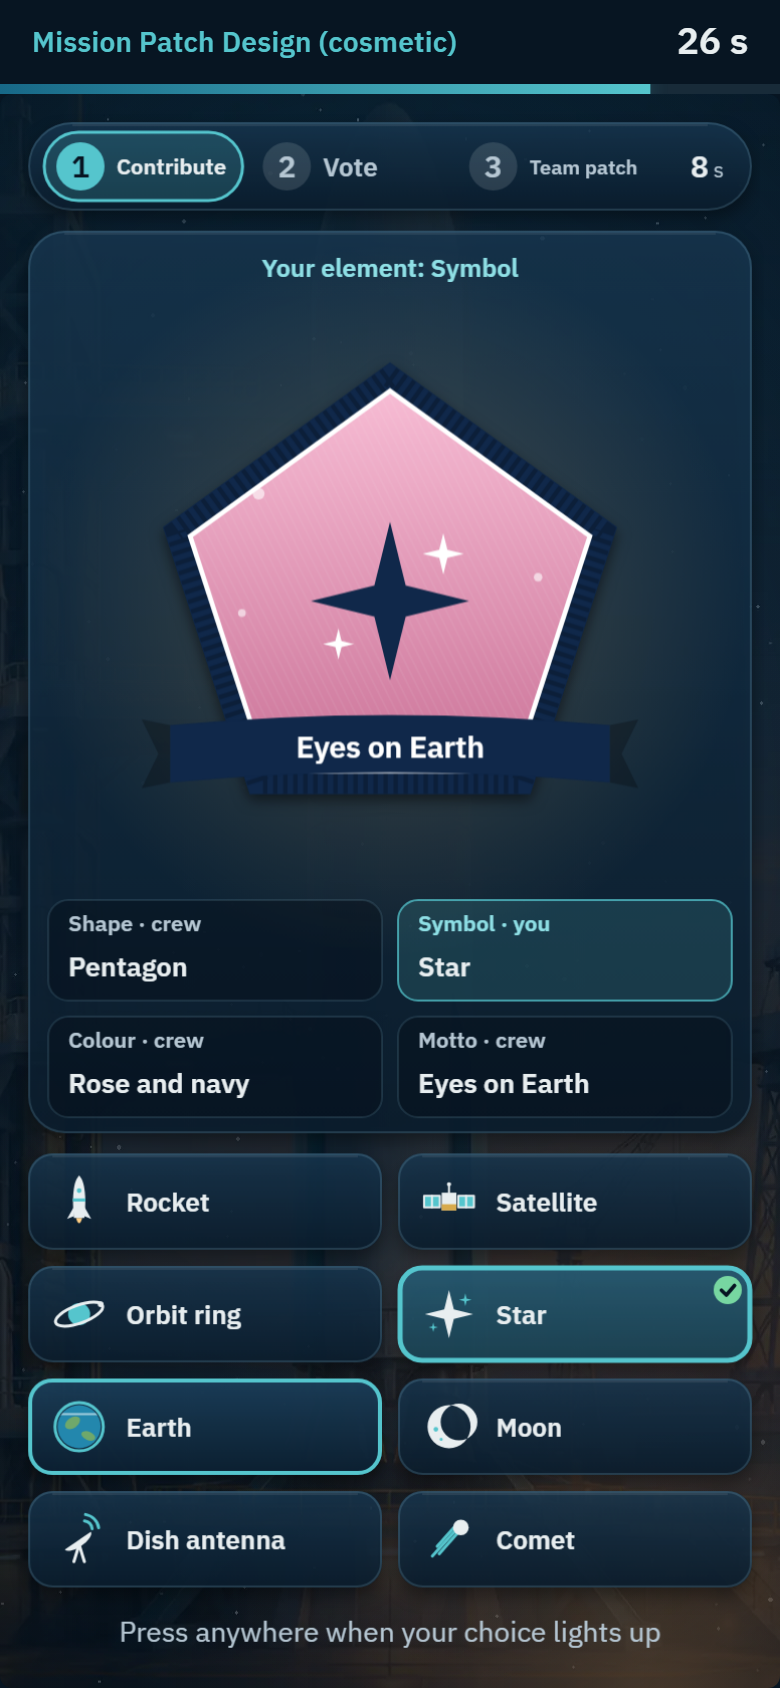 Mission Patch Design (cosmetic)
26 s
1 Contribute
2 Vote
3 Team patch
8 s
Your element: Symbol
Eyes on Earth
Shape · crew
Pentagon
Symbol · you
Star
Colour · crew
Rose and navy
Motto · crew
Eyes on Earth
Rocket
Satellite
Orbit ring
Star
Earth
Moon
Dish antenna
Comet
Press anywhere when your choice lights up